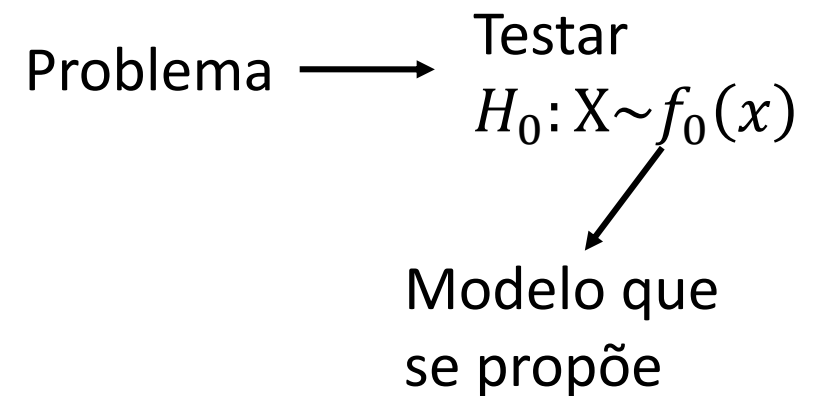 Problema
Testar
H₀: X~f₀(x)
Modelo que
se propõe